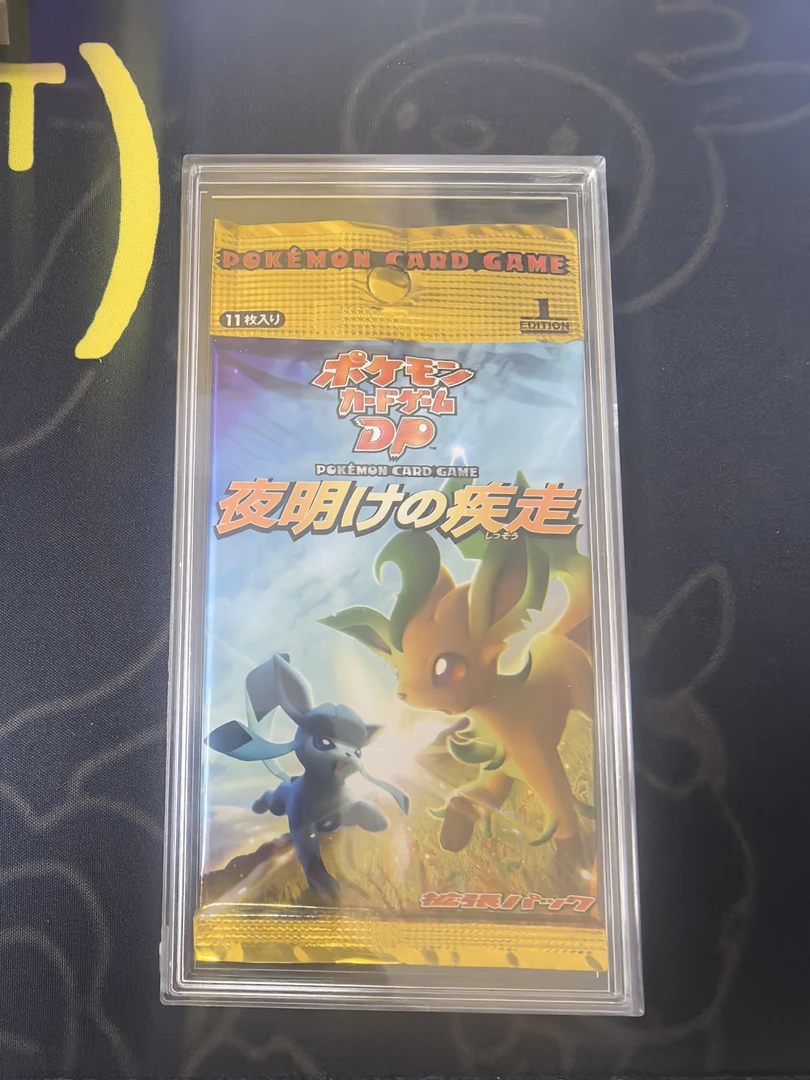 T)
POKÉMON CARD GAME
11枚入り
1
EDITION
ポケモン
カードゲーム
DP™
POKÉMON CARD GAME
夜明けの疾走
しっそう
拡張パック